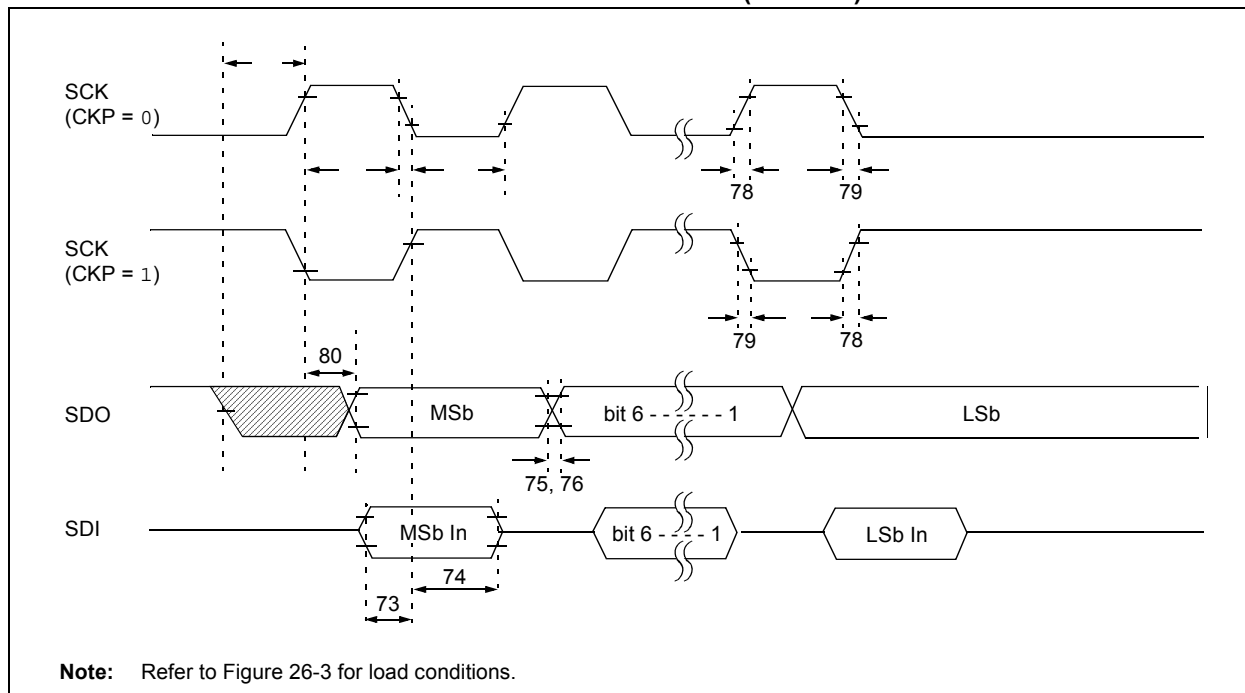 SCK
(CKP = 0)
78
79
SCK
(CKP = 1)
79
78
80
SDO
MSb
bit 6 - - - - - - 1
LSb
75, 76
SDI
MSb In
bit 6 - - - - - 1
LSb In
74
73
Note: Refer to Figure 26-3 for load conditions.